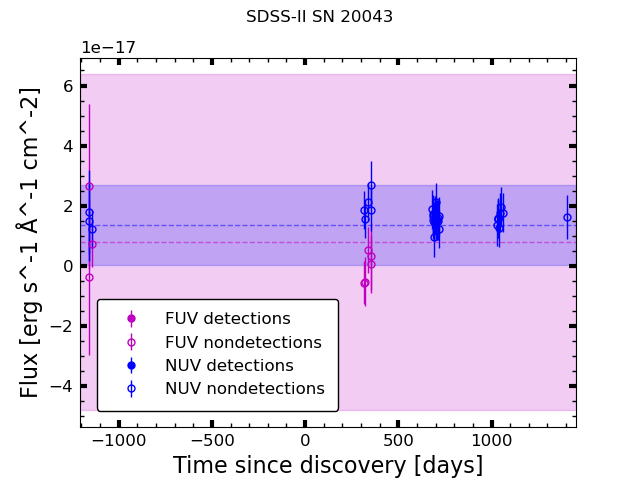 SDSS-II SN 20043
1e−17
Flux [erg s^-1 Å^-1 cm^-2]
6
4
2
0
−2
−4
FUV detections
FUV nondetections
NUV detections
NUV nondetections
−1000 −500 0 500 1000
Time since discovery [days]